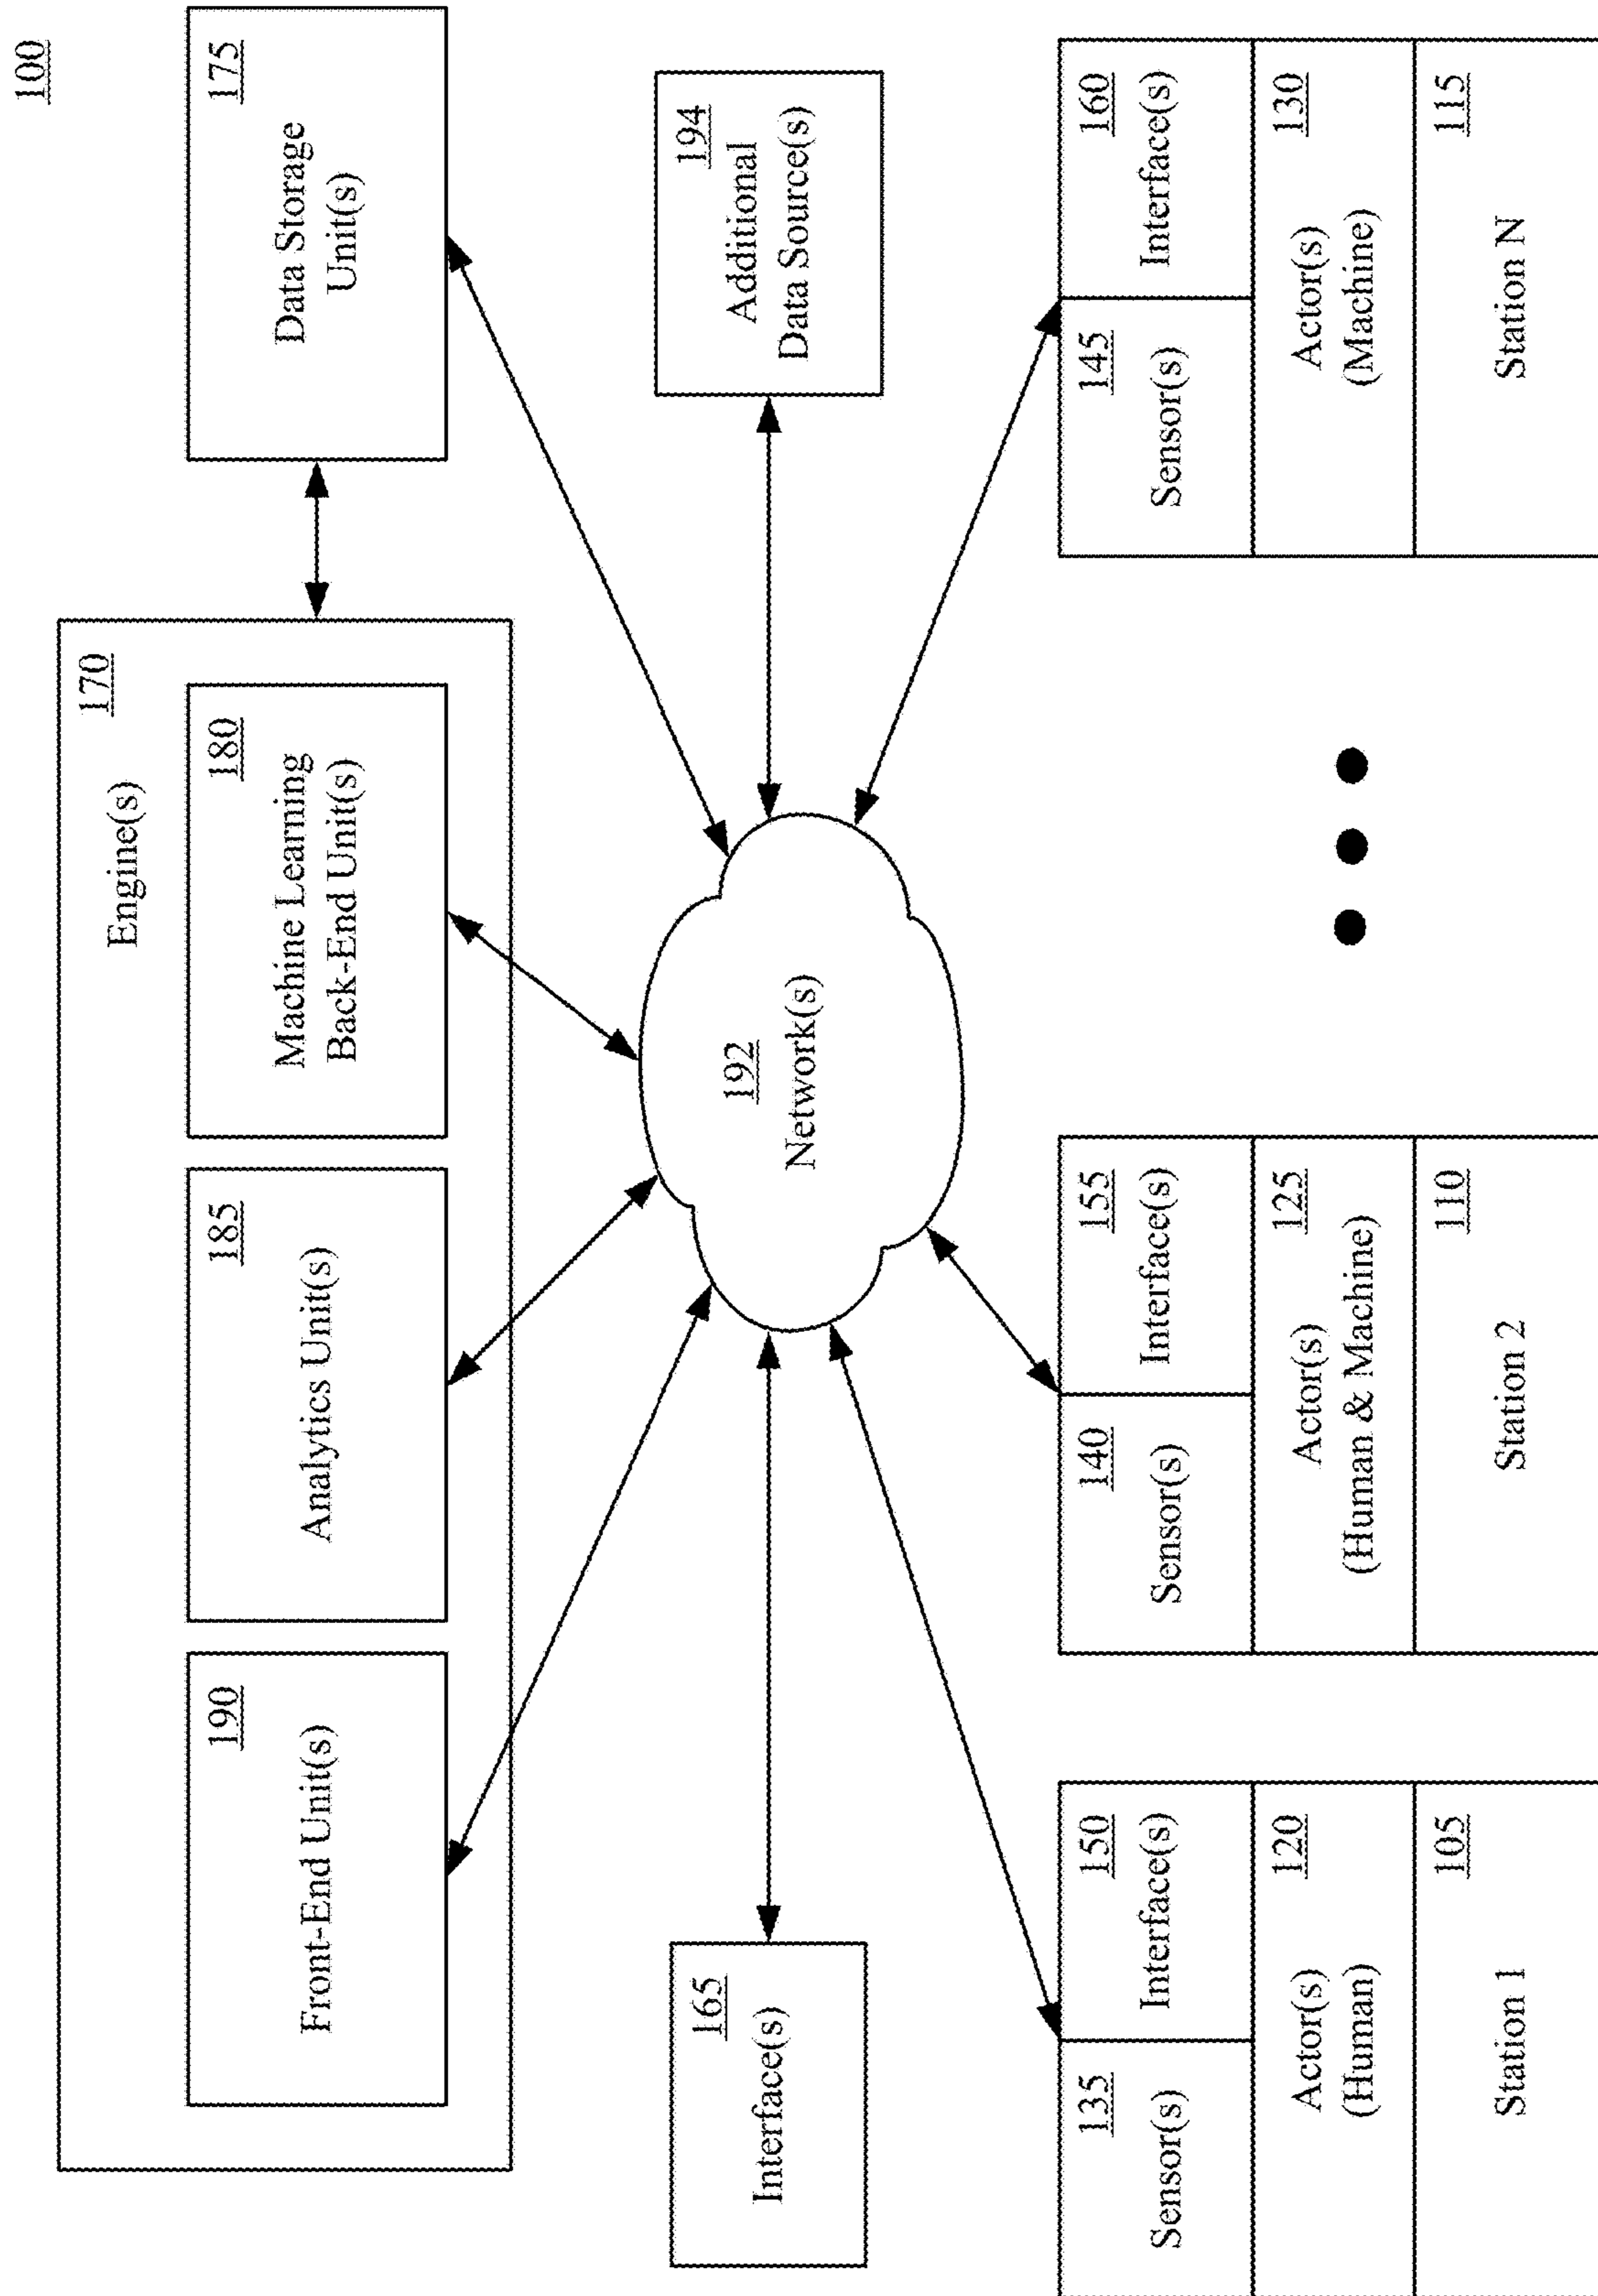 100
Engine(s)
170
190
Front-End Unit(s)
185
Analytics Unit(s)
180
Machine Learning
Back-End Unit(s)
175
Data Storage
Unit(s)
165
Interface(s)
192
Network(s)
194
Additional
Data Source(s)
135
Sensor(s)
150
Interface(s)
120
Actor(s)
(Human)
105
Station 1
140
Sensor(s)
155
Interface(s)
125
Actor(s)
(Human & Machine)
110
Station 2
145
Sensor(s)
160
Interface(s)
130
Actor(s)
(Machine)
115
Station N